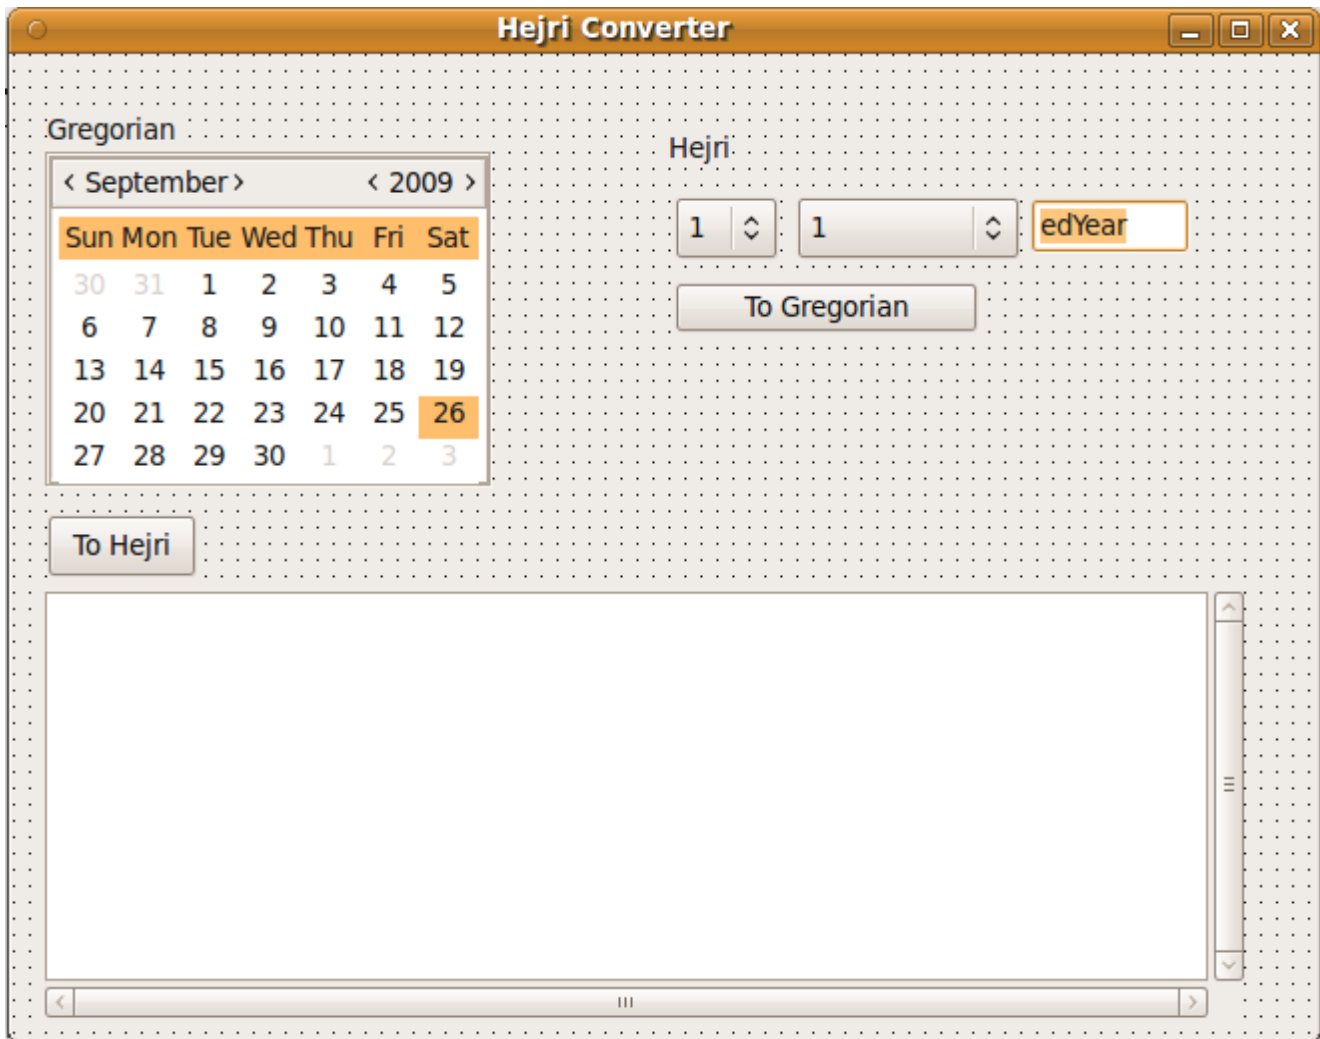 Hejri Converter
Gregorian
Hejri
< September > < 2009 >
1 1 edYear
Sun Mon Tue Wed Thu Fri Sat
30 31 1 2 3 4 5
To Gregorian
6 7 8 9 10 11 12
13 14 15 16 17 18 19
20 21 22 23 24 25 26
27 28 29 30 1 2 3
To Hejri